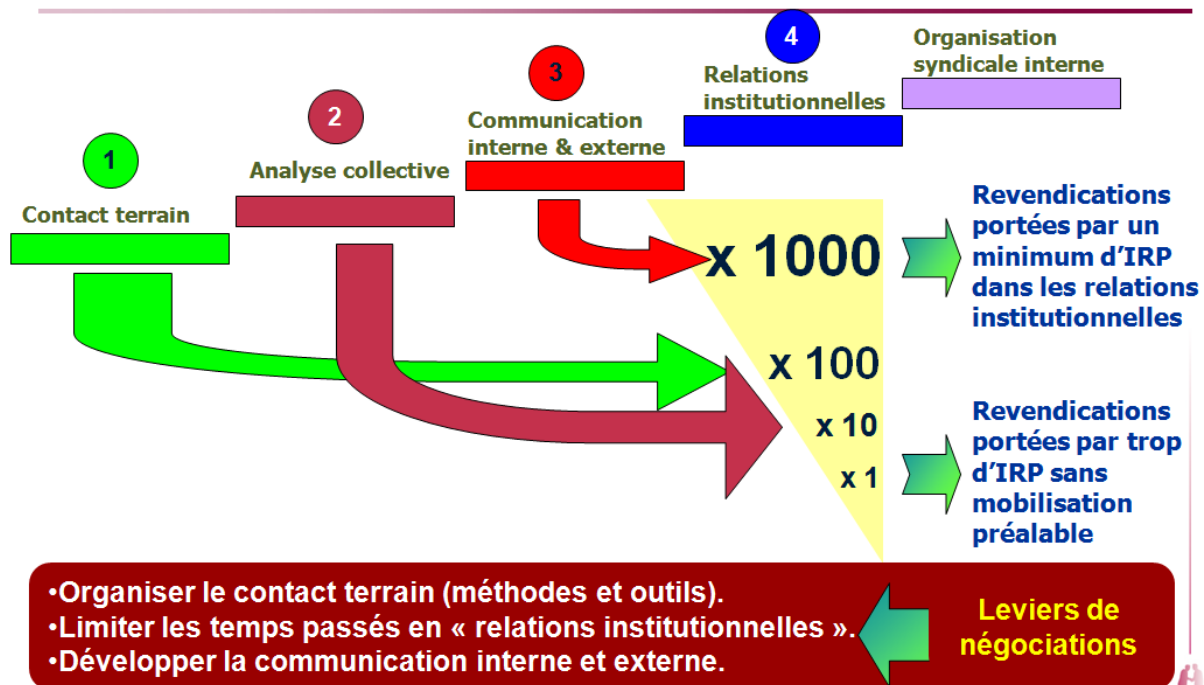 4
Organisation
syndicale interne
3
Relations
institutionnelles
2
Communication
interne & externe
1
Analyse collective
Contact terrain
Revendications
portées par un
minimum d’IRP
dans les relations
institutionnelles
x 1000
x 100
x 10
x 1
Revendications
portées par trop
d’IRP sans
mobilisation
préalable
•Organiser le contact terrain (méthodes et outils).
•Limiter les temps passés en « relations institutionnelles ».
•Développer la communication interne et externe.
Leviers de
négociations